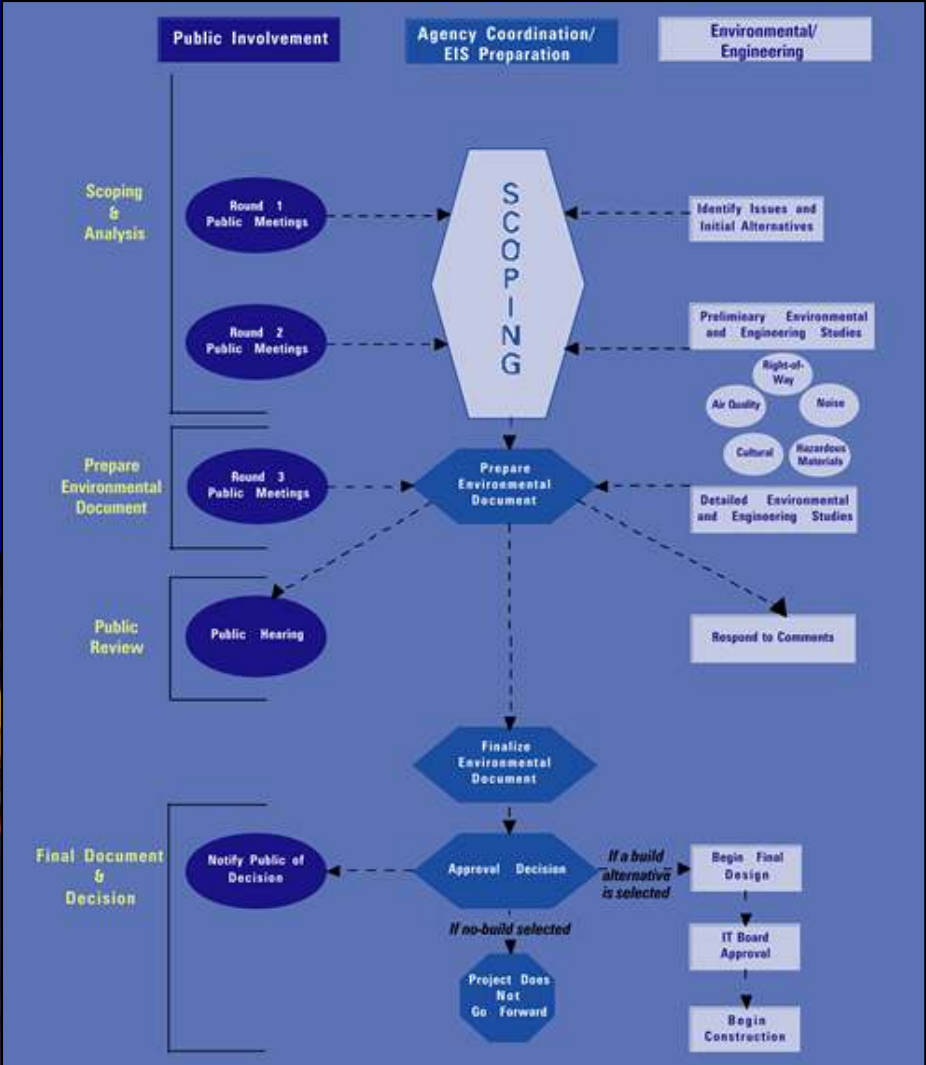 Public Involvement
Agency Coordination/
EIS Preparation
Environmental/
Engineering
Scoping
&
Analysis
Round 1
Public Meetings
SCOPING
Identify Issues and
Initial Alternatives
Round 2
Public Meetings
Prelimieary Environmental
and Engineering Studies
Right-of-
Way
Air Quality
Noise
Cultural
Hazardous
Materials
Prepare
Environmental
Document
Round 3
Public Meetings
Prepare
Environmental
Document
Detailed Environmental
and Engineering Studies
Public
Review
Public Hearing
Respond to Comments
Finalize
Environmental
Document
Final Document
&
Decision
Notify Public of
Decision
Approval Decision
If a build
alternative
is selected
Begin Final
Design
If no-build selected
IT Board
Approval
Project Does
Not
Go Forward
Begin
Construction